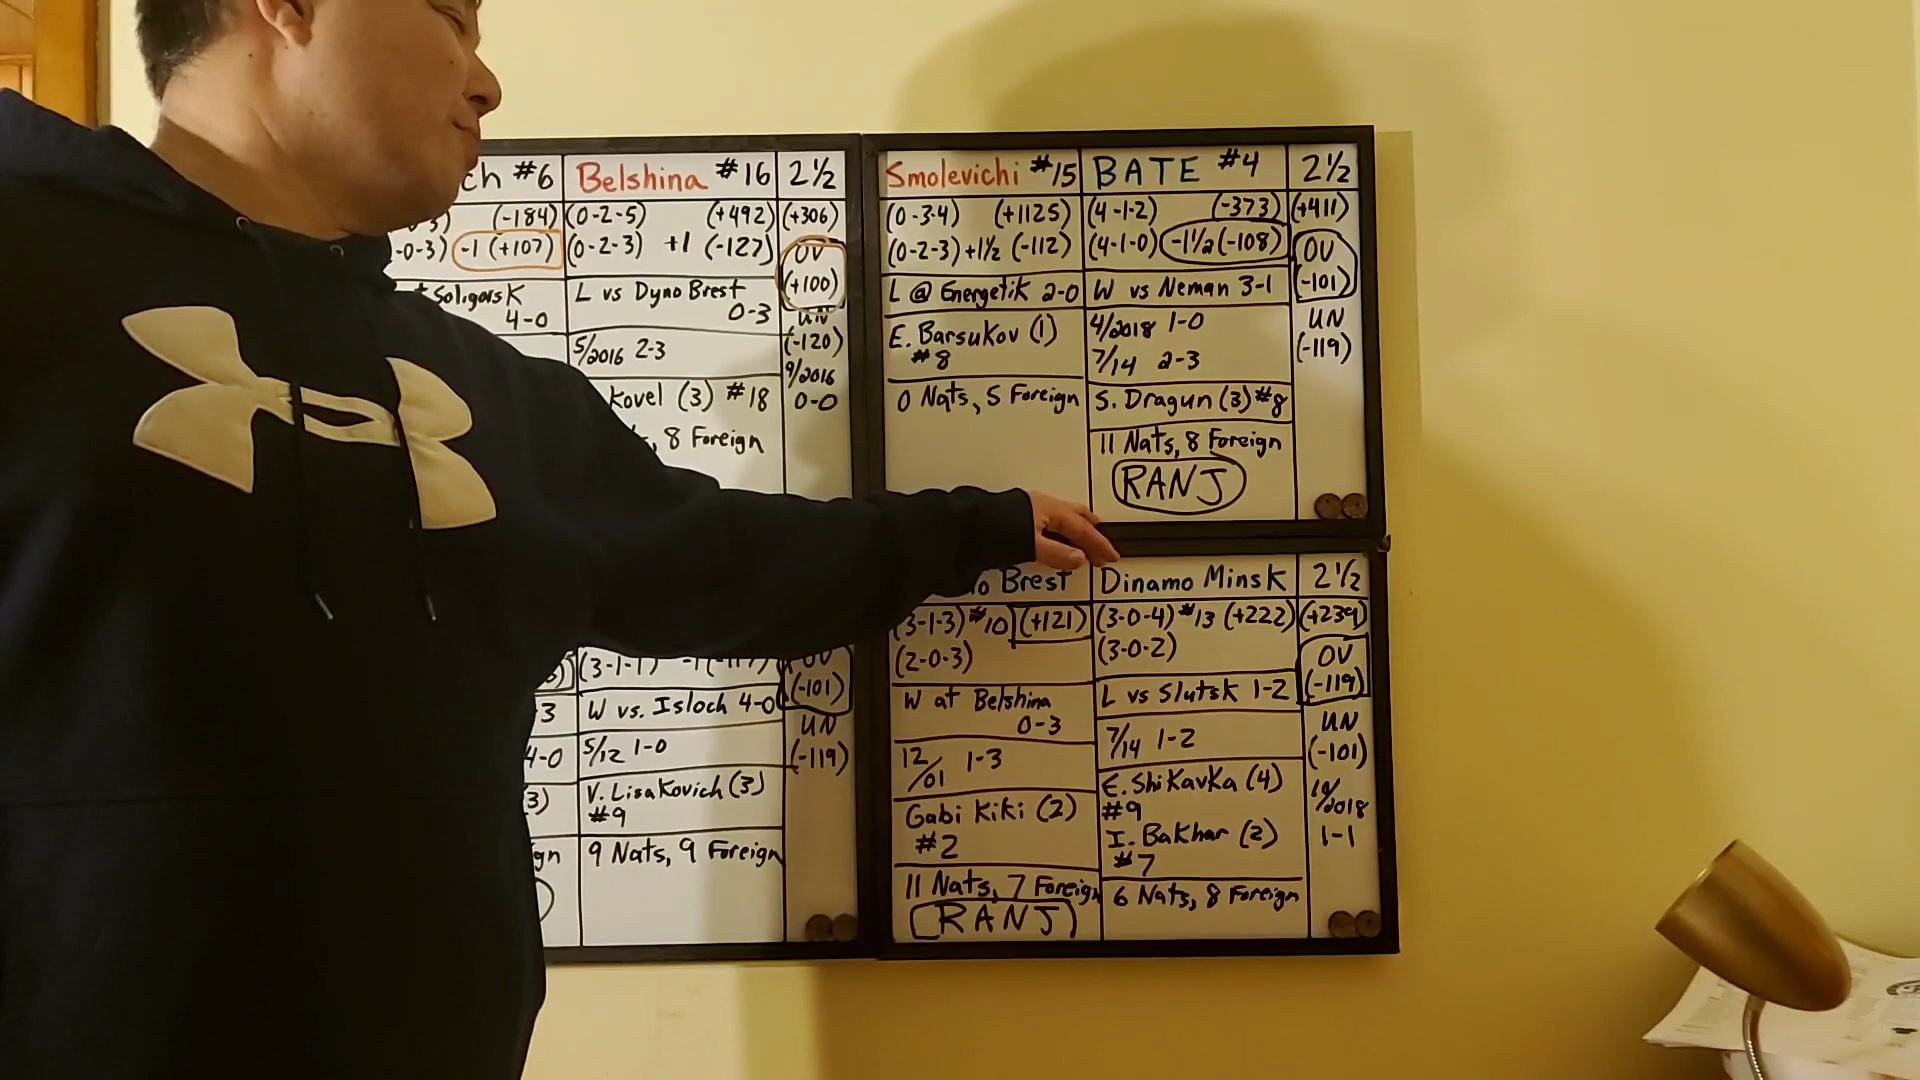 ch #6 Belshina #16 2½
(-184) (0-2-5) (+492) (+306)
-0-3) -1 (+107) (0-2-3) +1 (-127) OV
(+100)
Soligorsk L vs Dyno Brest
4-0 0-3
UN
(-120)
5/2016 2-3
9/2016
0-0
Kovel (3) #18
, 8 Foreign
Smolevichi #15 BATE #4 2½
(0-3-4) (+1125) (4-1-2) (-373) (+411)
(0-2-3) +1½ (-112) (4-1-0) -1½ (-108) OV
(-101)
L @ Energetik 2-0 W vs Neman 3-1
UN
(-119)
E. Barsukov (1)
#8
4/2018 1-0
7/14 2-3
0 Nats, 5 Foreign S. Dragun (3) #8
11 Nats, 8 Foreign
RANJ
(3-1-1)
OV
(-101)
3 W vs. Isloch 4-0
UN
(-119)
4-0 5/12 1-0
3) V. Lisakovich (3)
#9
gn 9 Nats, 9 Foreign
o Brest Dinamo Minsk 2½
(3-1-3) #10 (+121) (3-0-4) #13 (+222) (+239)
(2-0-3) (3-0-2) OV
(-119)
W at Belshina L vs Slutsk 1-2
0-3
UN
(-101)
12/01 1-3 7/14 1-2
Gabi Kiki (2)
#2
E. Shikavka (4)
#9
I. Bakhar (2)
#7
10/2018
1-1
11 Nats, 7 Foreign 6 Nats, 8 Foreign
RANJ